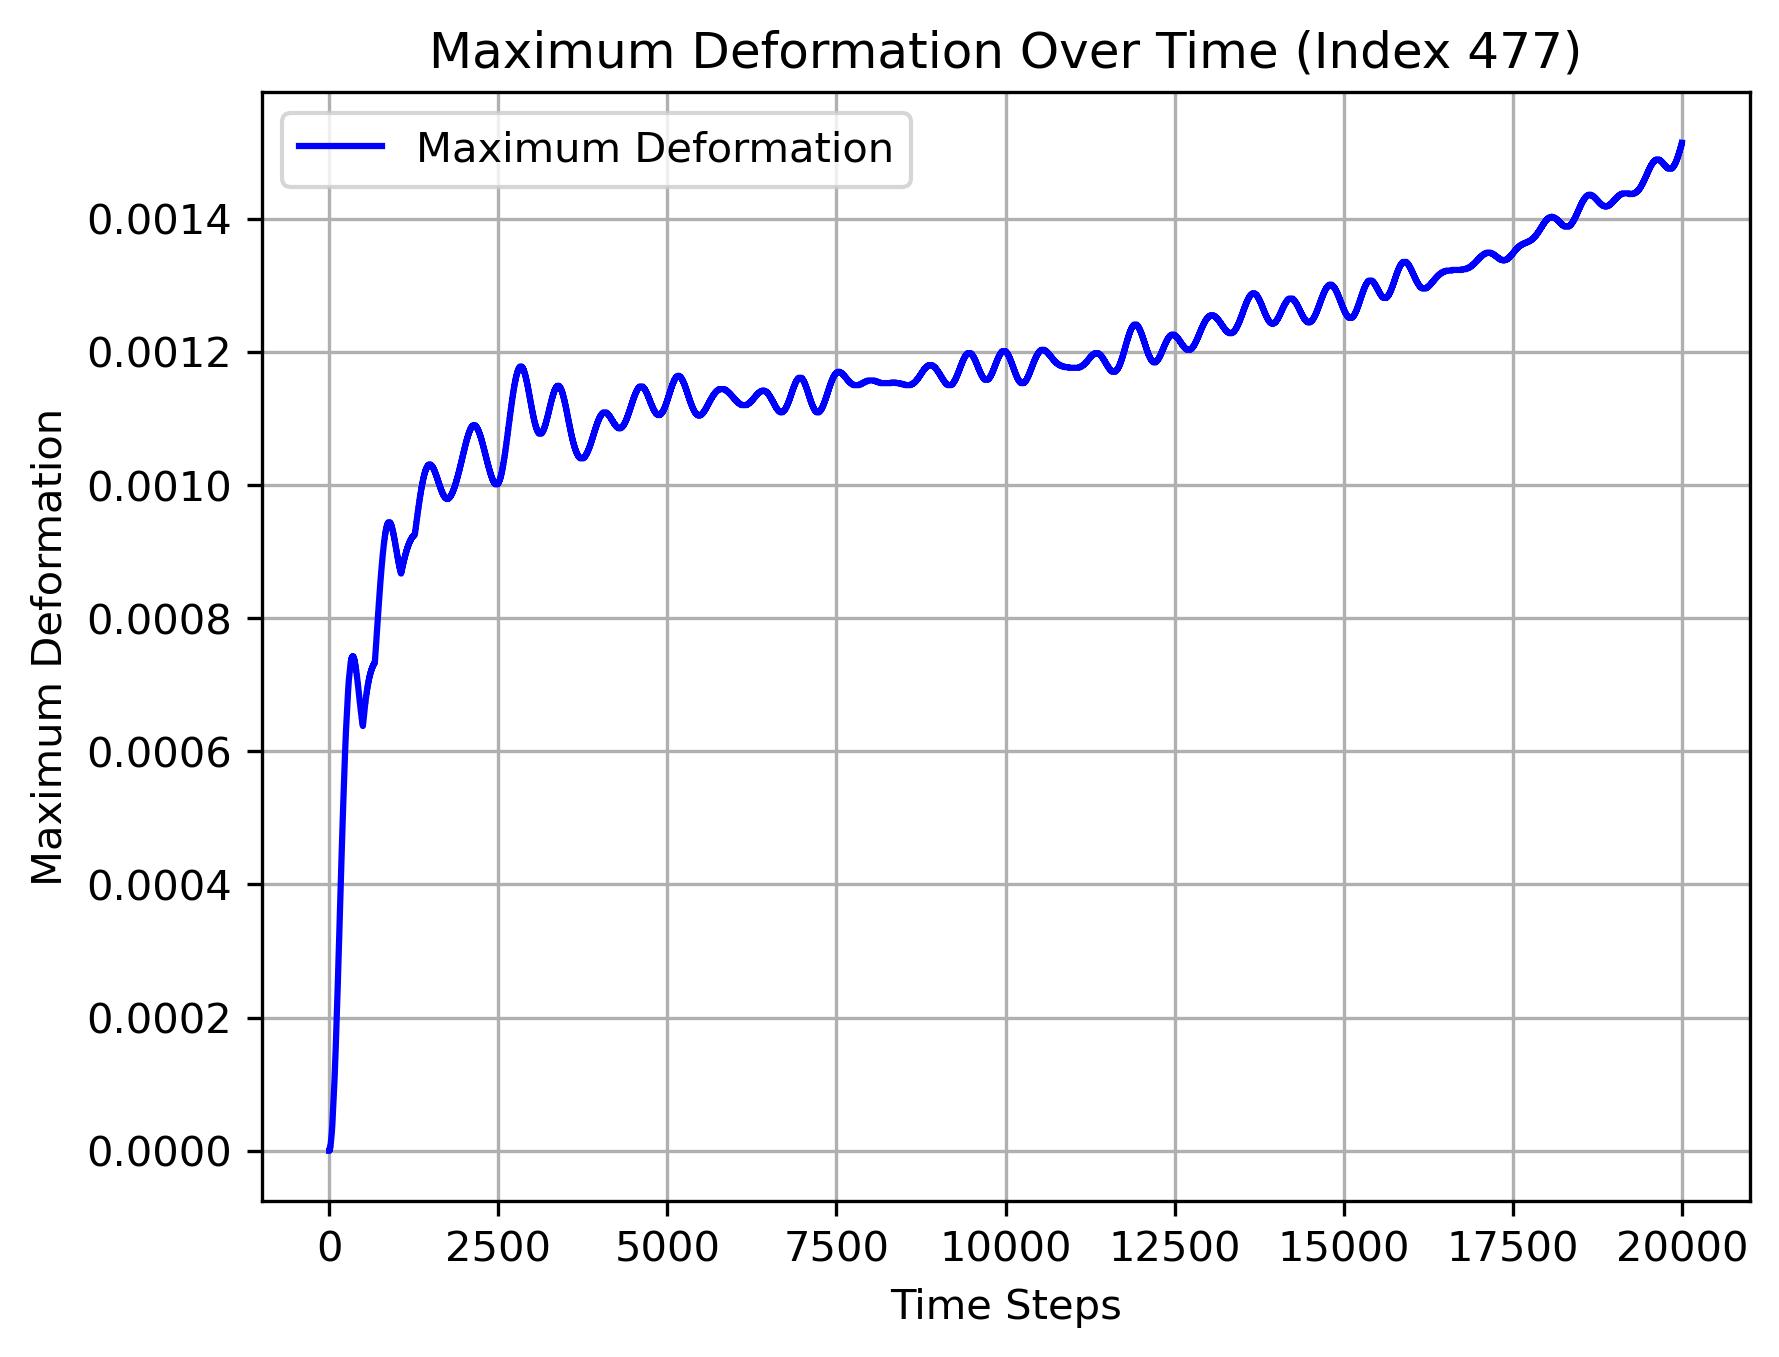 Maximum Deformation Over Time (Index 477)
Maximum Deformation
Maximum Deformation
0.0014
0.0012
0.0010
0.0008
0.0006
0.0004
0.0002
0.0000
0 2500 5000 7500 10000 12500 15000 17500 20000
Time Steps